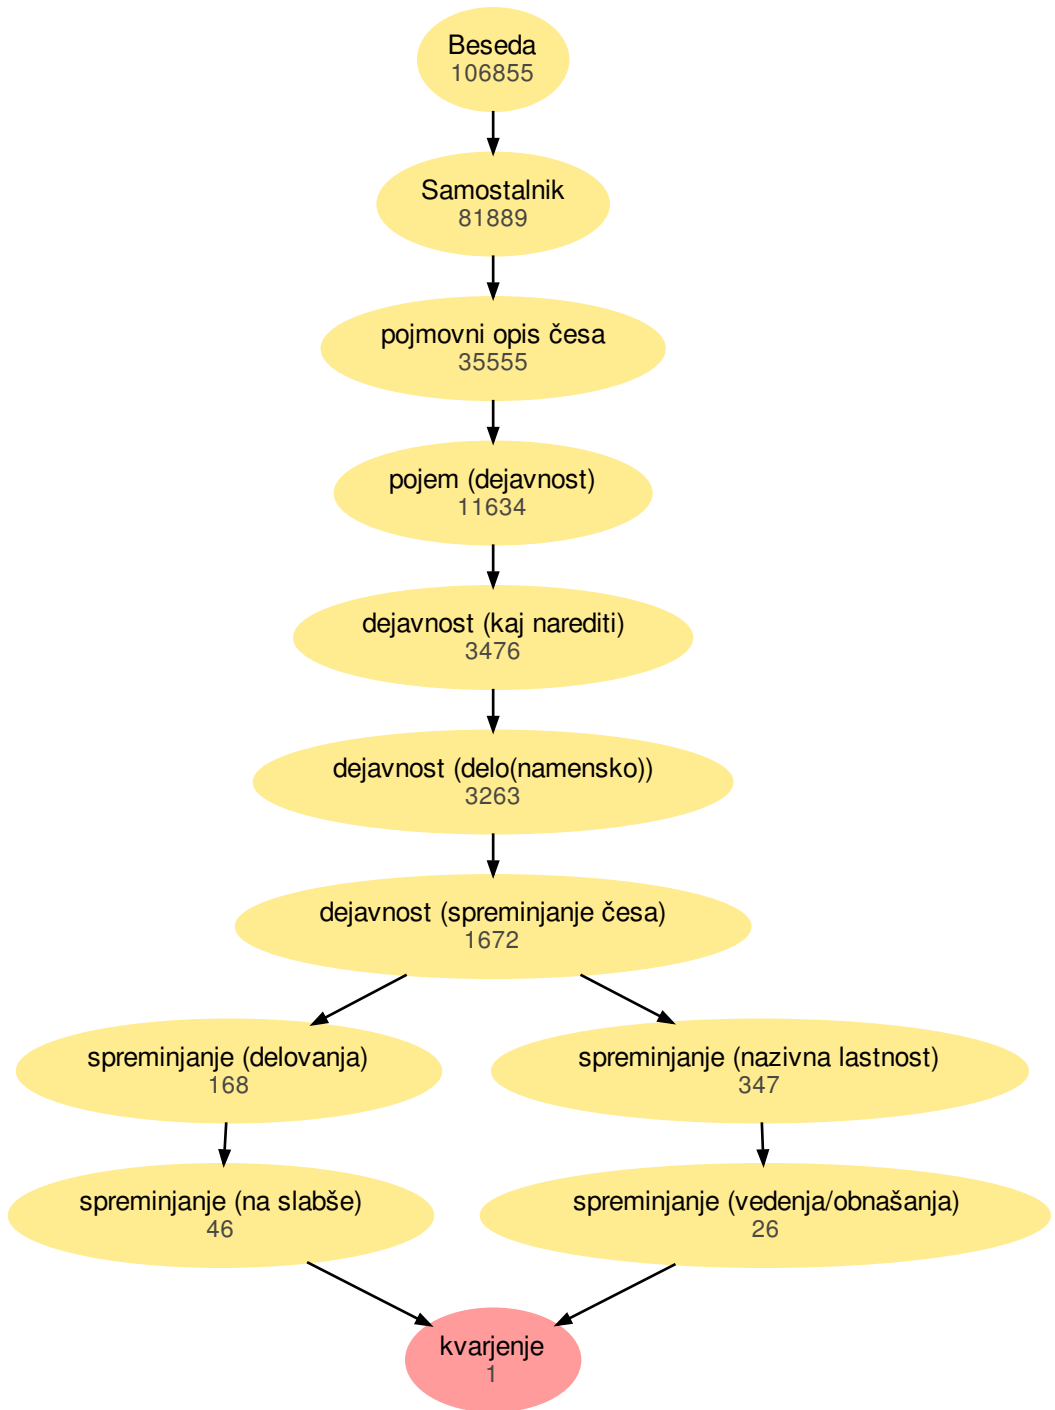 Beseda
106855
Samostalnik
81889
pojmovni opis česa
35555
pojem (dejavnost)
11634
dejavnost (kaj narediti)
3476
dejavnost (delo(namensko))
3263
dejavnost (spreminjanje česa)
1672
spreminjanje (delovanja)
168
spreminjanje (nazivna lastnost)
347
spreminjanje (na slabše)
46
spreminjanje (vedenja/obnašanja)
26
kvarjenje
1